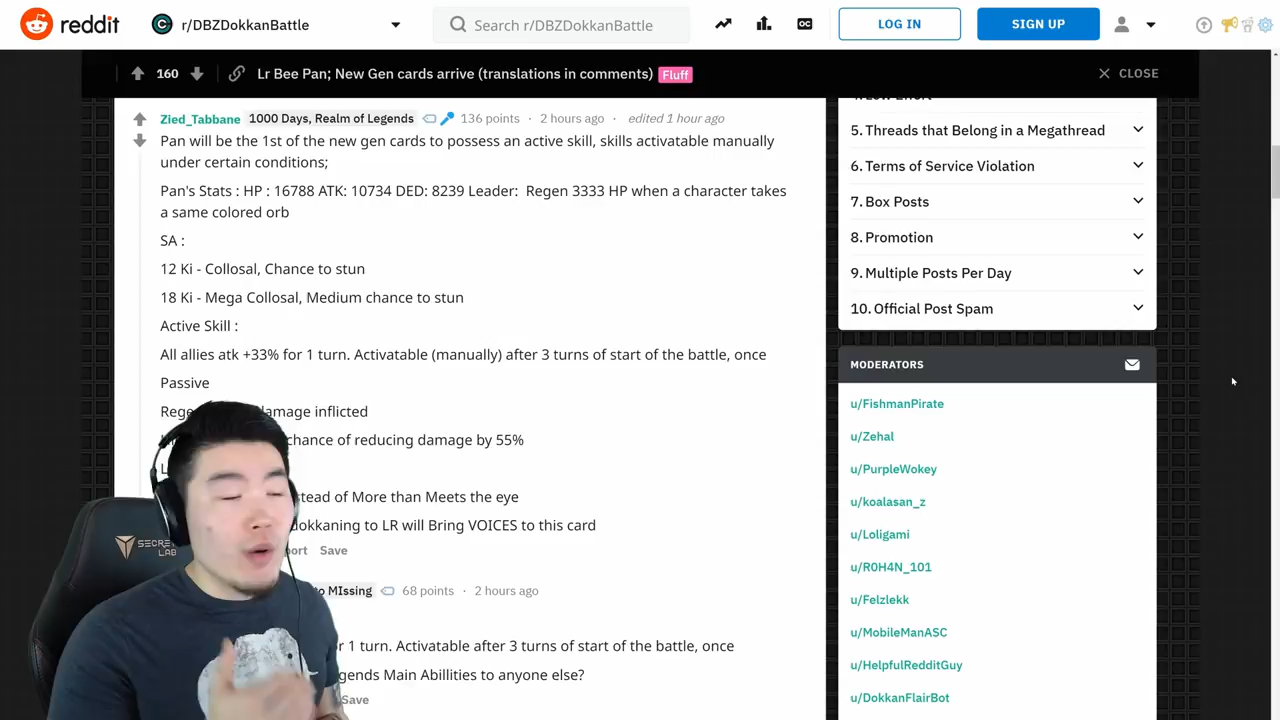 reddit
r/DBZDokkanBattle
Search r/DBZDokkanBattle
OC
LOG IN
SIGN UP
160
Lr Bee Pan; New Gen cards arrive (translations in comments) Fluff
CLOSE
Zied_Tabbane 1000 Days, Realm of Legends 136 points · 2 hours ago · edited 1 hour ago
Pan will be the 1st of the new gen cards to possess an active skill, skills activatable manually
under certain conditions;
Pan's Stats : HP : 16788 ATK: 10734 DED: 8239 Leader: Regen 3333 HP when a character takes
a same colored orb
SA :
12 Ki - Collosal, Chance to stun
18 Ki - Mega Collosal, Medium chance to stun
Active Skill :
All allies atk +33% for 1 turn. Activatable (manually) after 3 turns of start of the battle, once
Passive
damage inflicted
chance of reducing damage by 55%
stead of More than Meets the eye
dokkaning to LR will Bring VOICES to this card
port Save
to MIssing 68 points · 2 hours ago
r 1 turn. Activatable after 3 turns of start of the battle, once
gends Main Abillities to anyone else?
Save
5. Threads that Belong in a Megathread
6. Terms of Service Violation
7. Box Posts
8. Promotion
9. Multiple Posts Per Day
10. Official Post Spam
MODERATORS
u/FishmanPirate
u/Zehal
u/PurpleWokey
u/koalasan_z
u/Loligami
u/R0H4N_101
u/Felzlekk
u/MobileManASC
u/HelpfulRedditGuy
u/DokkanFlairBot
SECRE
LAB